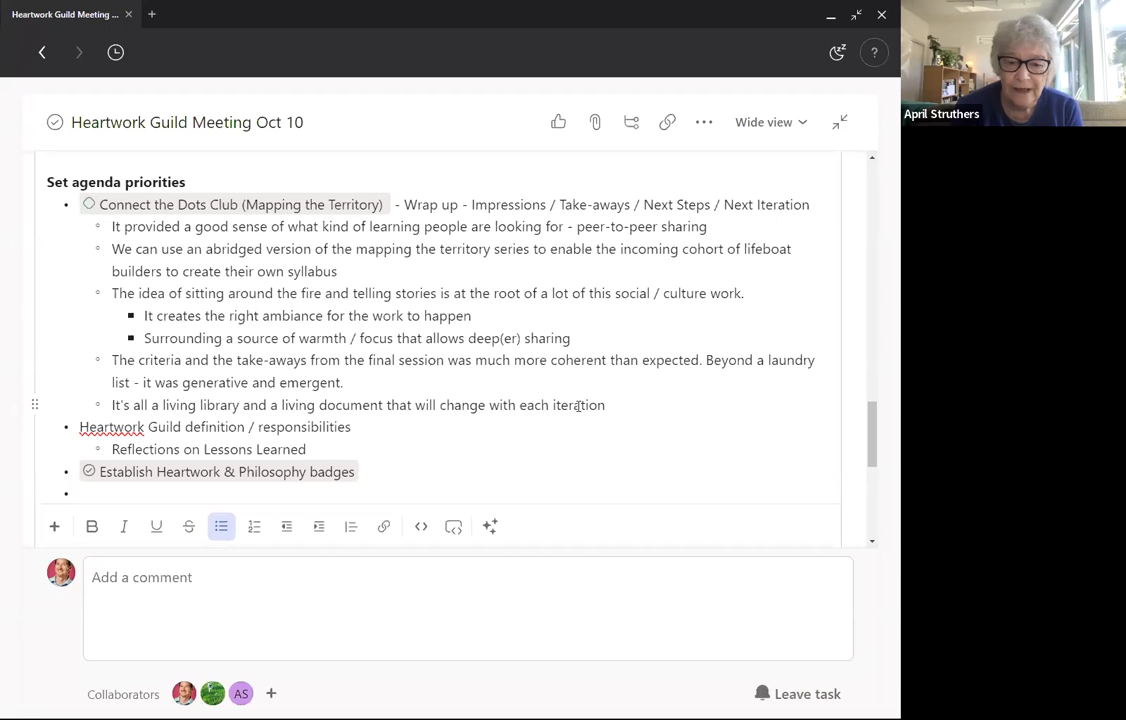 Heartwork Guild Meeting ...
?
Heartwork Guild Meeting Oct 10
Wide view
Set agenda priorities
Connect the Dots Club (Mapping the Territory) - Wrap up - Impressions / Take-aways / Next Steps / Next Iteration
It provided a good sense of what kind of learning people are looking for - peer-to-peer sharing
We can use an abridged version of the mapping the territory series to enable the incoming cohort of lifeboat
builders to create their own syllabus
The idea of sitting around the fire and telling stories is at the root of a lot of this social / culture work.
It creates the right ambiance for the work to happen
Surrounding a source of warmth / focus that allows deep(er) sharing
The criteria and the take-aways from the final session was much more coherent than expected. Beyond a laundry
list - it was generative and emergent.
It's all a living library and a living document that will change with each iteration
Heartwork Guild definition / responsibilities
Reflections on Lessons Learned
Establish Heartwork & Philosophy badges
B I U S
Add a comment
Collaborators AS
Leave task
April Struthers